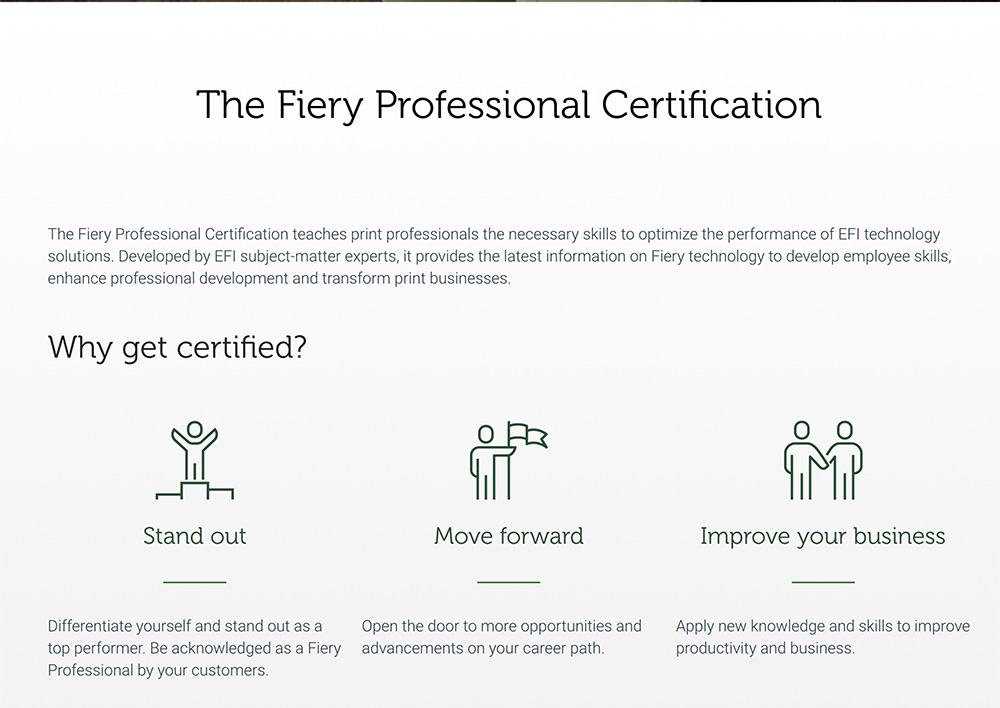 The Fiery Professional Certification
The Fiery Professional Certification teaches print professionals the necessary skills to optimize the performance of EFI technology
solutions. Developed by EFI subject-matter experts, it provides the latest information on Fiery technology to develop employee skills,
enhance professional development and transform print businesses.
Why get certified?
Stand out
Differentiate yourself and stand out as a
top performer. Be acknowledged as a Fiery
Professional by your customers.
Move forward
Open the door to more opportunities and
advancements on your career path.
Improve your business
Apply new knowledge and skills to improve
productivity and business.